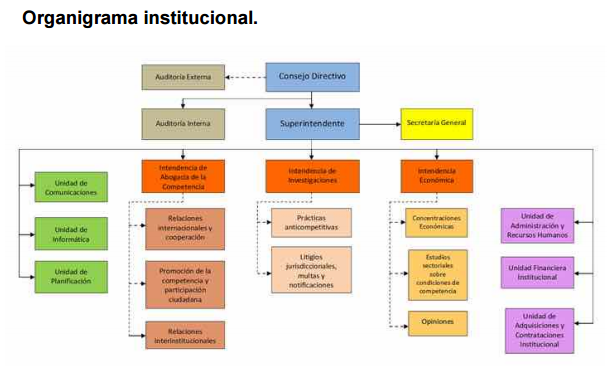 Organigrama institucional.
Auditoría Externa
Consejo Directivo
Auditoría Interna
Superintendente
Secretaría General
Unidad de
Comunicaciones
Unidad de
Informática
Unidad de
Planificación
Intendencia de
Abogacía de la
Competencia
Relaciones
internacionales y
cooperación
Promoción de la
competencia y
participación
ciudadana
Relaciones
Interinstitucionales
Intendencia de
Investigaciones
Prácticas
anticompetitivas
Litigios
jurisdiccionales,
multas y
notificaciones
Intendencia
Económica
Concentraciones
Económicas
Estudios
sectoriales
sobre
condiciones de
competencia
Opiniones
Unidad de
Administración y
Recursos Humanos
Unidad Financiera
Institucional
Unidad de
Adquisiciones y
Contrataciones
Institucional